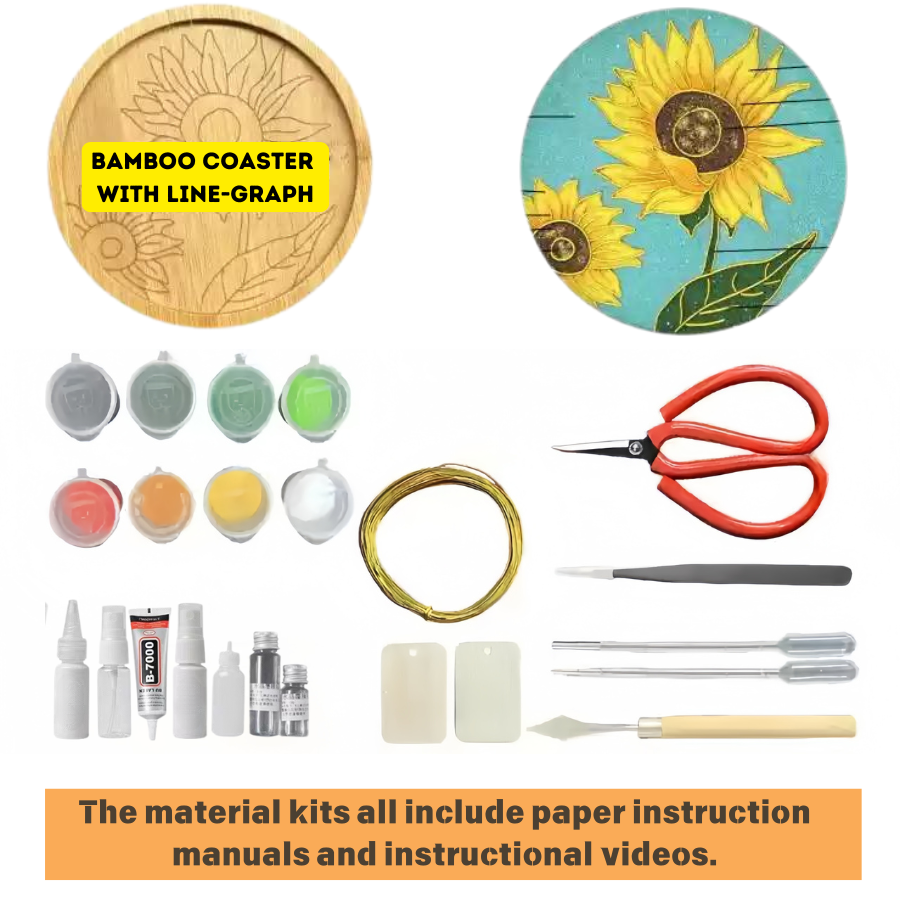 BAMBOO COASTER
WITH LINE-GRAPH
B-7000
The material kits all include paper instruction
manuals and instructional videos.